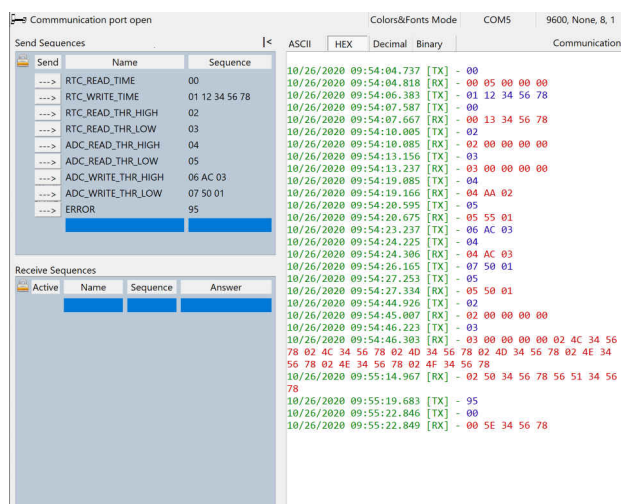 Commmunication port open
Colors&Fonts Mode COM5 9600, None, 8, 1
Send Sequences |<
Send Name Sequence
---> RTC_READ_TIME 00
---> RTC_WRITE_TIME 01 12 34 56 78
---> RTC_READ_THR_HIGH 02
---> RTC_READ_THR_LOW 03
---> ADC_READ_THR_HIGH 04
---> ADC_READ_THR_LOW 05
---> ADC_WRITE_THR_HIGH 06 AC 03
---> ADC_WRITE_THR_LOW 07 50 01
---> ERROR 95
Receive Sequences
Active Name Sequence Answer
ASCII HEX Decimal Binary Communication
10/26/2020 09:54:04.737 [TX] - 00
10/26/2020 09:54:04.818 [RX] - 00 05 00 00 00
10/26/2020 09:54:06.383 [TX] - 01 12 34 56 78
10/26/2020 09:54:07.587 [TX] - 00
10/26/2020 09:54:07.667 [RX] - 00 13 34 56 78
10/26/2020 09:54:10.005 [TX] - 02
10/26/2020 09:54:10.085 [RX] - 02 00 00 00 00
10/26/2020 09:54:13.156 [TX] - 03
10/26/2020 09:54:13.237 [RX] - 03 00 00 00 00
10/26/2020 09:54:19.085 [TX] - 04
10/26/2020 09:54:19.166 [RX] - 04 AA 02
10/26/2020 09:54:20.595 [TX] - 05
10/26/2020 09:54:20.675 [RX] - 05 55 01
10/26/2020 09:54:23.237 [TX] - 06 AC 03
10/26/2020 09:54:24.225 [TX] - 04
10/26/2020 09:54:24.306 [RX] - 04 AC 03
10/26/2020 09:54:26.165 [TX] - 07 50 01
10/26/2020 09:54:27.253 [TX] - 05
10/26/2020 09:54:27.334 [RX] - 05 50 01
10/26/2020 09:54:44.926 [TX] - 02
10/26/2020 09:54:45.007 [RX] - 02 00 00 00 00
10/26/2020 09:54:46.223 [TX] - 03
10/26/2020 09:54:46.303 [RX] - 03 00 00 00 00 02 4C 34 56
78 02 4C 34 56 78 02 4D 34 56 78 02 4D 34 56 78 02 4E 34
56 78 02 4E 34 56 78 02 4F 34 56 78
10/26/2020 09:55:14.967 [RX] - 02 50 34 56 78 56 51 34 56
78
10/26/2020 09:55:19.683 [TX] - 95
10/26/2020 09:55:22.846 [TX] - 00
10/26/2020 09:55:22.849 [RX] - 00 5E 34 56 78